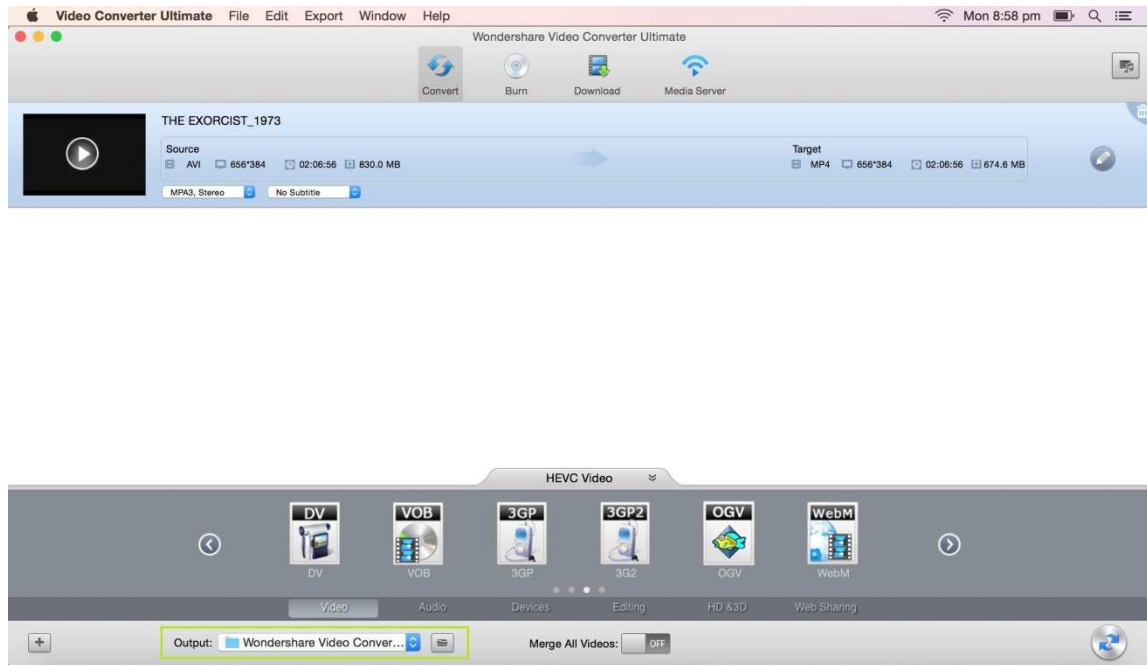 Video Converter Ultimate File Edit Export Window Help Mon 8:58 pm
Wondershare Video Converter Ultimate
Convert Burn Download Media Server
THE EXORCIST_1973
Source Target
AVI 656*384 02:06:56 830.0 MB MP4 656*384 02:06:56 674.6 MB
MPA3, Stereo No Subtitle
HEVC Video
DV VOB 3GP 3GP2 OGV WebM
DV VOB 3GP 3G2 OGV WebM
Video Audio Devices Editing HD &3D Web Sharing
Output: Wondershare Video Conver... Merge All Videos: OFF